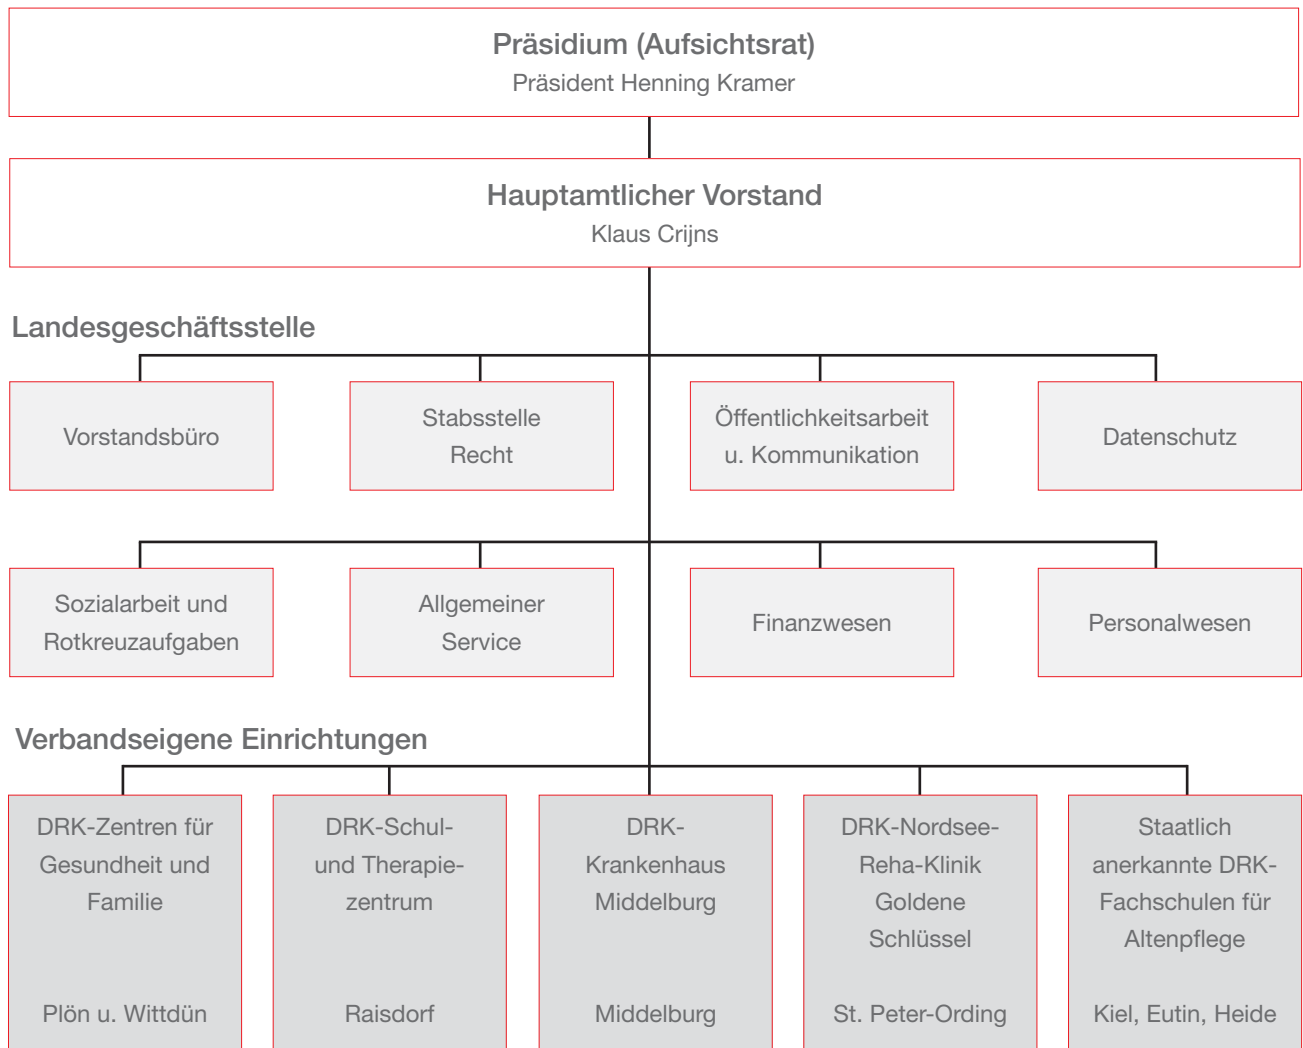 Präsidium (Aufsichtsrat)
Präsident Henning Kramer
Hauptamtlicher Vorstand
Klaus Crijns
Landesgeschäftsstelle
Vorstandsbüro
Stabsstelle
Recht
Öffentlichkeitsarbeit
u. Kommunikation
Datenschutz
Sozialarbeit und
Rotkreuzaufgaben
Allgemeiner
Service
Finanzwesen
Personalwesen
Verbandseigene Einrichtungen
DRK-Zentren für
Gesundheit und
Familie
Plön u. Wittdün
DRK-Schul-
und Therapie-
zentrum
Raisdorf
DRK-
Krankenhaus
Middelburg
Middelburg
DRK-Nordsee-
Reha-Klinik
Goldene
Schlüssel
St. Peter-Ording
Staatlich
anerkannte DRK-
Fachschulen für
Altenpflege
Kiel, Eutin, Heide